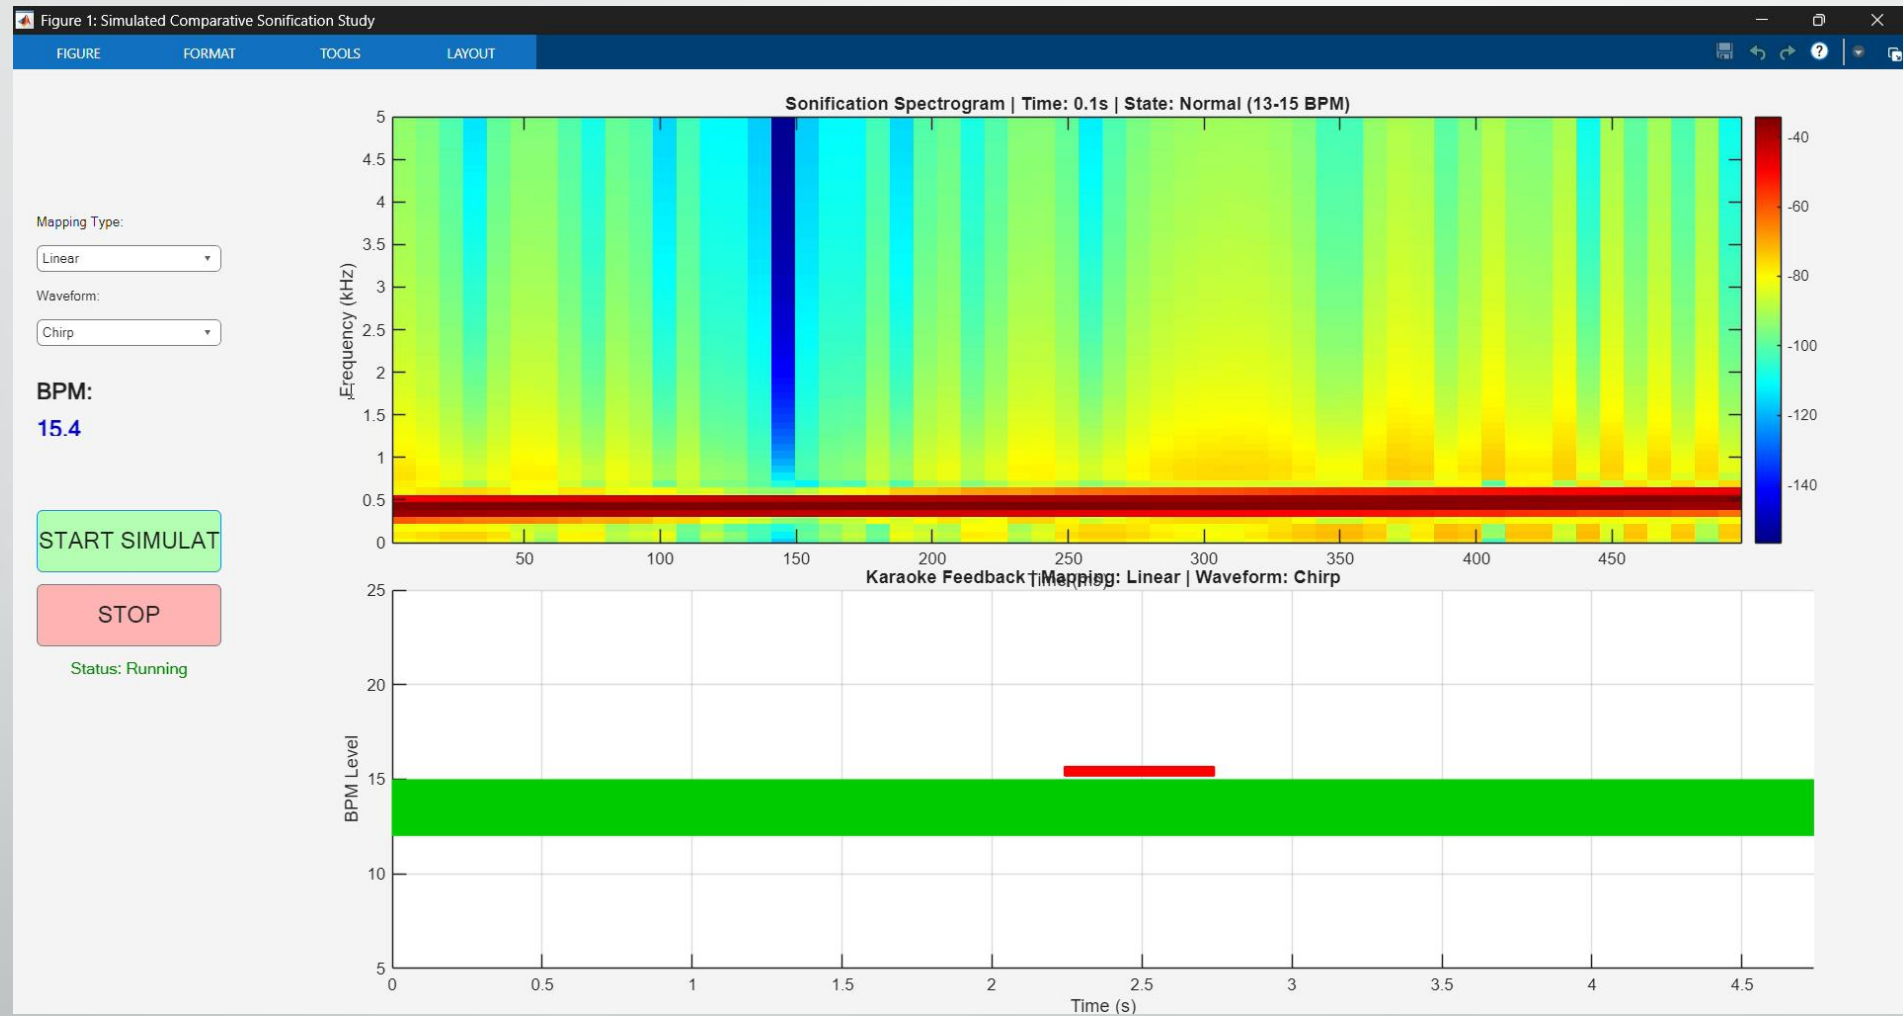 Figure 1: Simulated Comparative Sonification Study
FIGURE FORMAT TOOLS LAYOUT
Mapping Type:
Linear
Waveform:
Chirp
BPM:
15.4
START SIMULAT
STOP
Status: Running
Sonification Spectrogram | Time: 0.1s | State: Normal (13-15 BPM)
Frequency (kHz)
5
4.5
4
3.5
3
2.5
2
1.5
1
0.5
0
50 100 150 200 250 300 350 400 450
Time (ms)
-40
-60
-80
-100
-120
-140
Karaoke Feedback | Mapping: Linear | Waveform: Chirp
BPM Level
25
20
15
10
5
0 0.5 1 1.5 2 2.5 3 3.5 4 4.5
Time (s)